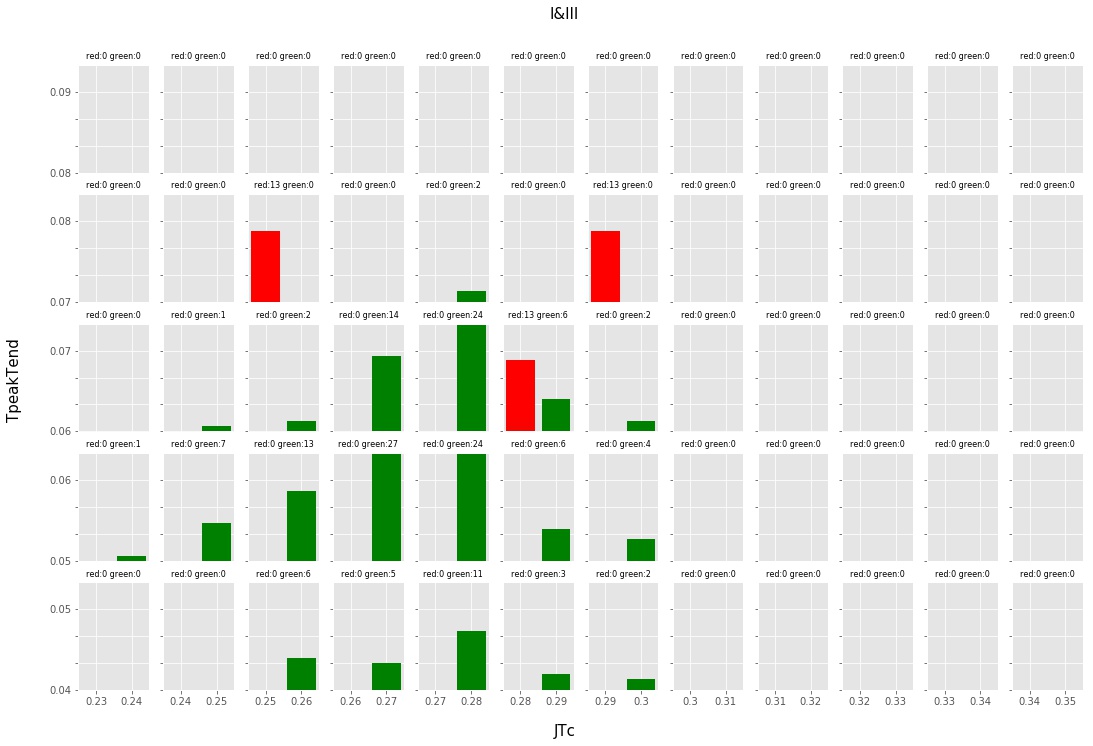 I&III
red:0 green:0 red:0 green:0 red:0 green:0 red:0 green:0 red:0 green:0 red:0 green:0 red:0 green:0 red:0 green:0 red:0 green:0 red:0 green:0 red:0 green:0 red:0 green:0
0.09
0.08
red:0 green:0 red:0 green:0 red:13 green:0 red:0 green:0 red:0 green:2 red:0 green:0 red:13 green:0 red:0 green:0 red:0 green:0 red:0 green:0 red:0 green:0 red:0 green:0
0.08
0.07
red:0 green:0 red:0 green:1 red:0 green:2 red:0 green:14 red:0 green:24 red:13 green:6 red:0 green:2 red:0 green:0 red:0 green:0 red:0 green:0 red:0 green:0 red:0 green:0
0.07
0.06
TpeakTend
red:0 green:1 red:0 green:7 red:0 green:13 red:0 green:27 red:0 green:24 red:0 green:6 red:0 green:4 red:0 green:0 red:0 green:0 red:0 green:0 red:0 green:0 red:0 green:0
0.06
0.05
red:0 green:0 red:0 green:0 red:0 green:6 red:0 green:5 red:0 green:11 red:0 green:3 red:0 green:2 red:0 green:0 red:0 green:0 red:0 green:0 red:0 green:0 red:0 green:0
0.05
0.04
0.23 0.24 0.24 0.25 0.25 0.26 0.26 0.27 0.27 0.28 0.28 0.29 0.29 0.3 0.3 0.31 0.31 0.32 0.32 0.33 0.33 0.34 0.34 0.35
JTc